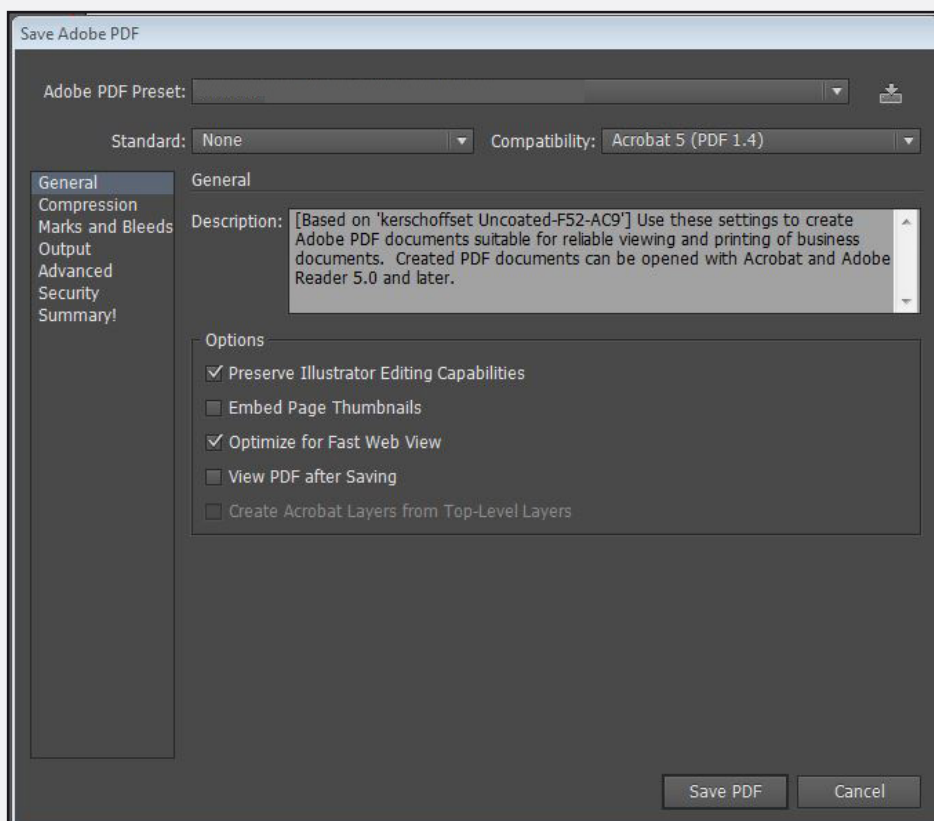 Save Adobe PDF
Adobe PDF Preset:
Standard: None Compatibility: Acrobat 5 (PDF 1.4)
General
Compression
Marks and Bleeds
Output
Advanced
Security
Summary!
General
Description: [Based on 'kerschoffset Uncoated-F52-AC9'] Use these settings to create
Adobe PDF documents suitable for reliable viewing and printing of business
documents.  Created PDF documents can be opened with Acrobat and Adobe
Reader 5.0 and later.
Options
Preserve Illustrator Editing Capabilities
Embed Page Thumbnails
Optimize for Fast Web View
View PDF after Saving
Create Acrobat Layers from Top-Level Layers
Save PDF Cancel